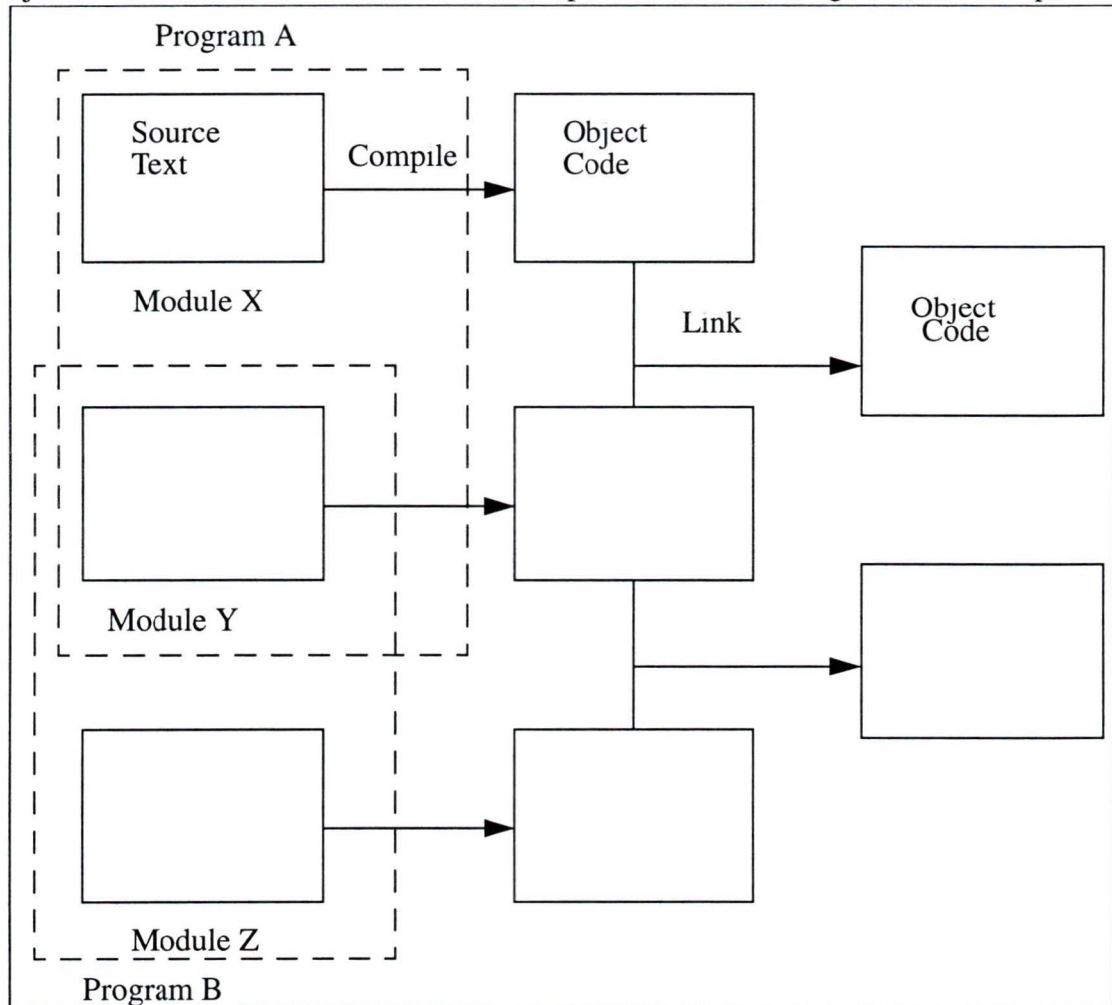 Program A
Source
Text
Compile
Object
Code
Module X
Link
Object
Code
Module Y
Module Z
Program B